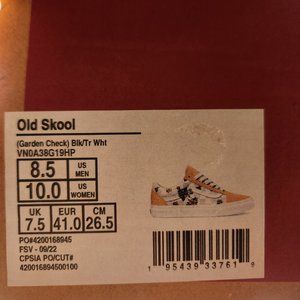 Old Skool
(Garden Check) Blk/Tr Wht
VN0A38G19HP
8.5 US MEN
10.0 US WOMEN
UK EUR CM
7.5 41.0 26.5
PO#4200168945
FSV - 09/22
CPSIA PO/CUT#
420016894500100
1 95439 33761 9